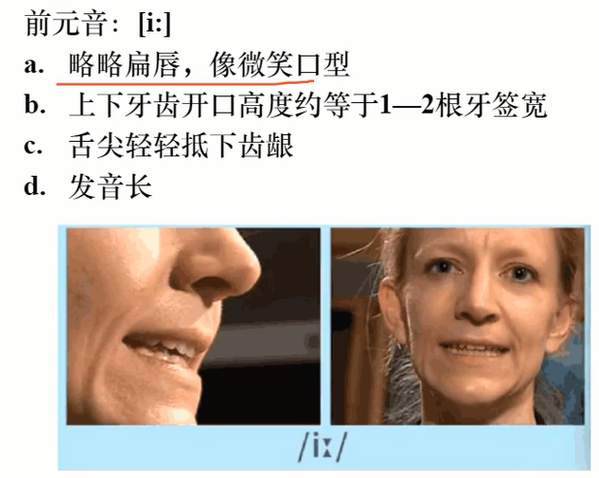 前元音：[i:]
a. 略略扁唇，像微笑口型
b. 上下牙齿开口高度约等于1—2根牙签宽
c. 舌尖轻轻抵下齿龈
d. 发音长
/iː/